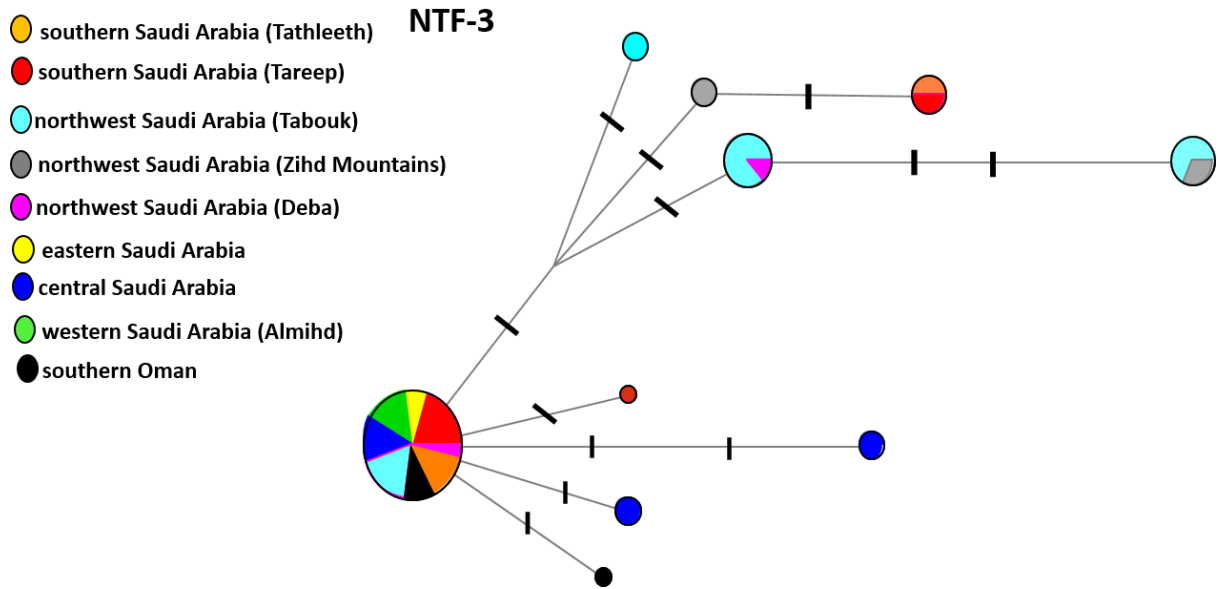 NTF-3
southern Saudi Arabia (Tathleeth)
southern Saudi Arabia (Tareep)
northwest Saudi Arabia (Tabouk)
northwest Saudi Arabia (Zihd Mountains)
northwest Saudi Arabia (Deba)
eastern Saudi Arabia
central Saudi Arabia
western Saudi Arabia (Almihd)
southern Oman